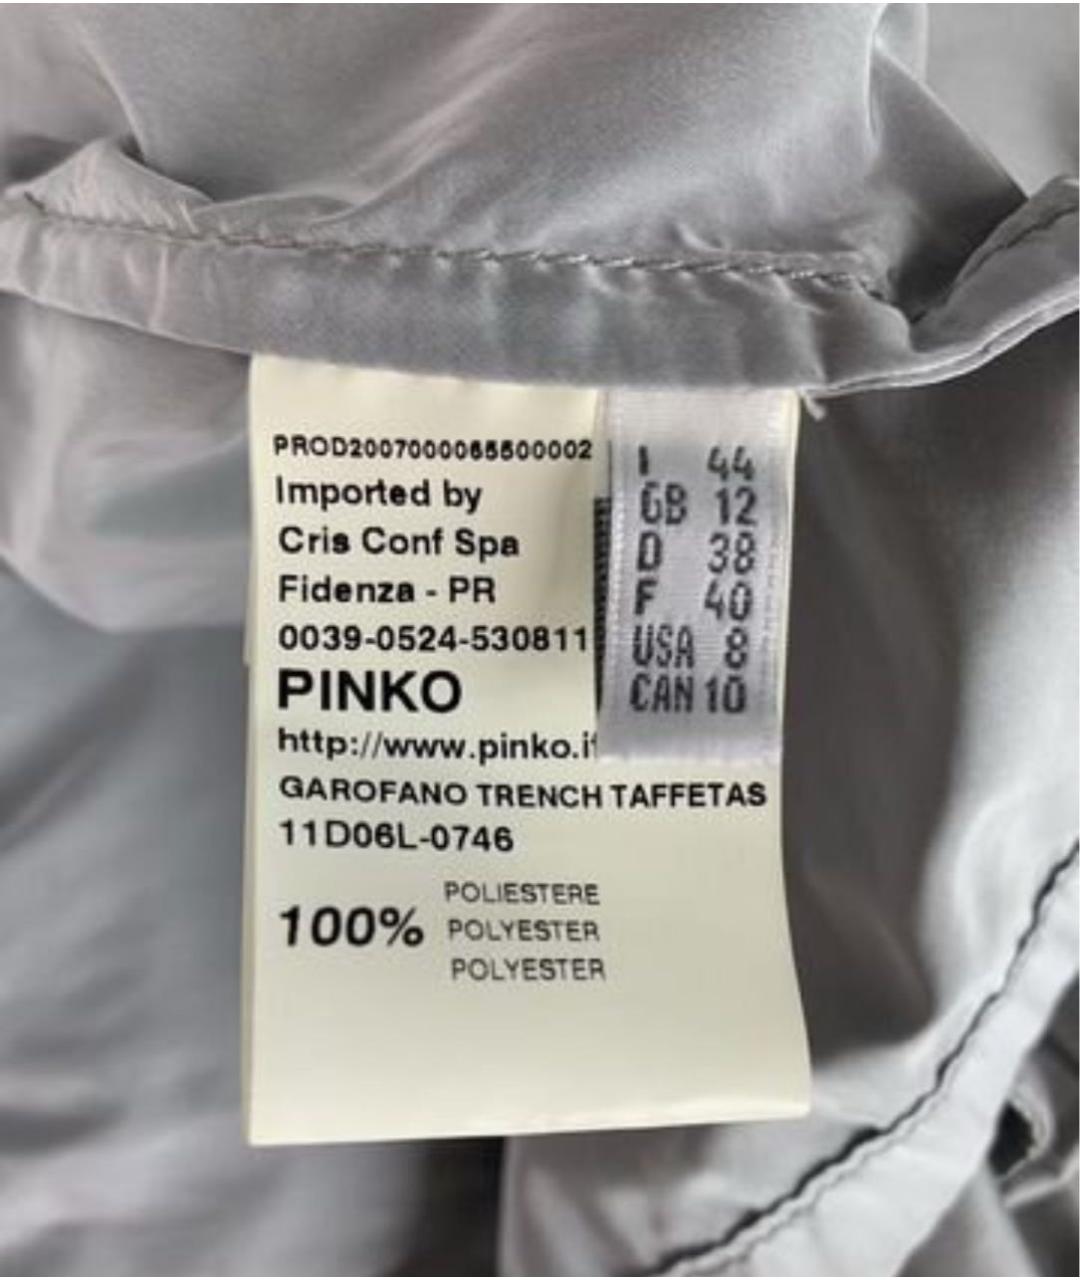 PROD2007000065500002
Imported by
Cris Conf Spa
Fidenza - PR
0039-0524-530811
PINKO
http://www.pinko.it
GAROFANO TRENCH TAFFETAS
11D06L-0746
100%
POLIESTERE
POLYESTER
POLYESTER
I 44
GB 12
D 38
F 40
USA 8
CAN 10